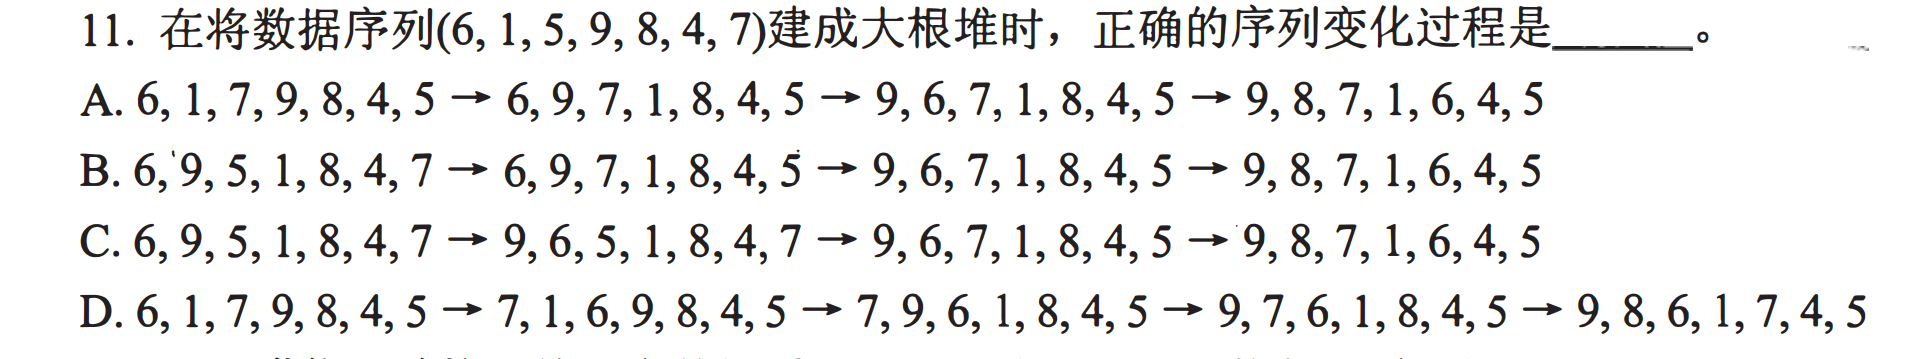 11. 在将数据序列(6, 1, 5, 9, 8, 4, 7)建成大根堆时，正确的序列变化过程是______。
A. 6, 1, 7, 9, 8, 4, 5 → 6, 9, 7, 1, 8, 4, 5 → 9, 6, 7, 1, 8, 4, 5 → 9, 8, 7, 1, 6, 4, 5
B. 6, 9, 5, 1, 8, 4, 7 → 6, 9, 7, 1, 8, 4, 5 → 9, 6, 7, 1, 8, 4, 5 → 9, 8, 7, 1, 6, 4, 5
C. 6, 9, 5, 1, 8, 4, 7 → 9, 6, 5, 1, 8, 4, 7 → 9, 6, 7, 1, 8, 4, 5 → 9, 8, 7, 1, 6, 4, 5
D. 6, 1, 7, 9, 8, 4, 5 → 7, 1, 6, 9, 8, 4, 5 → 7, 9, 6, 1, 8, 4, 5 → 9, 7, 6, 1, 8, 4, 5 → 9, 8, 6, 1, 7, 4, 5